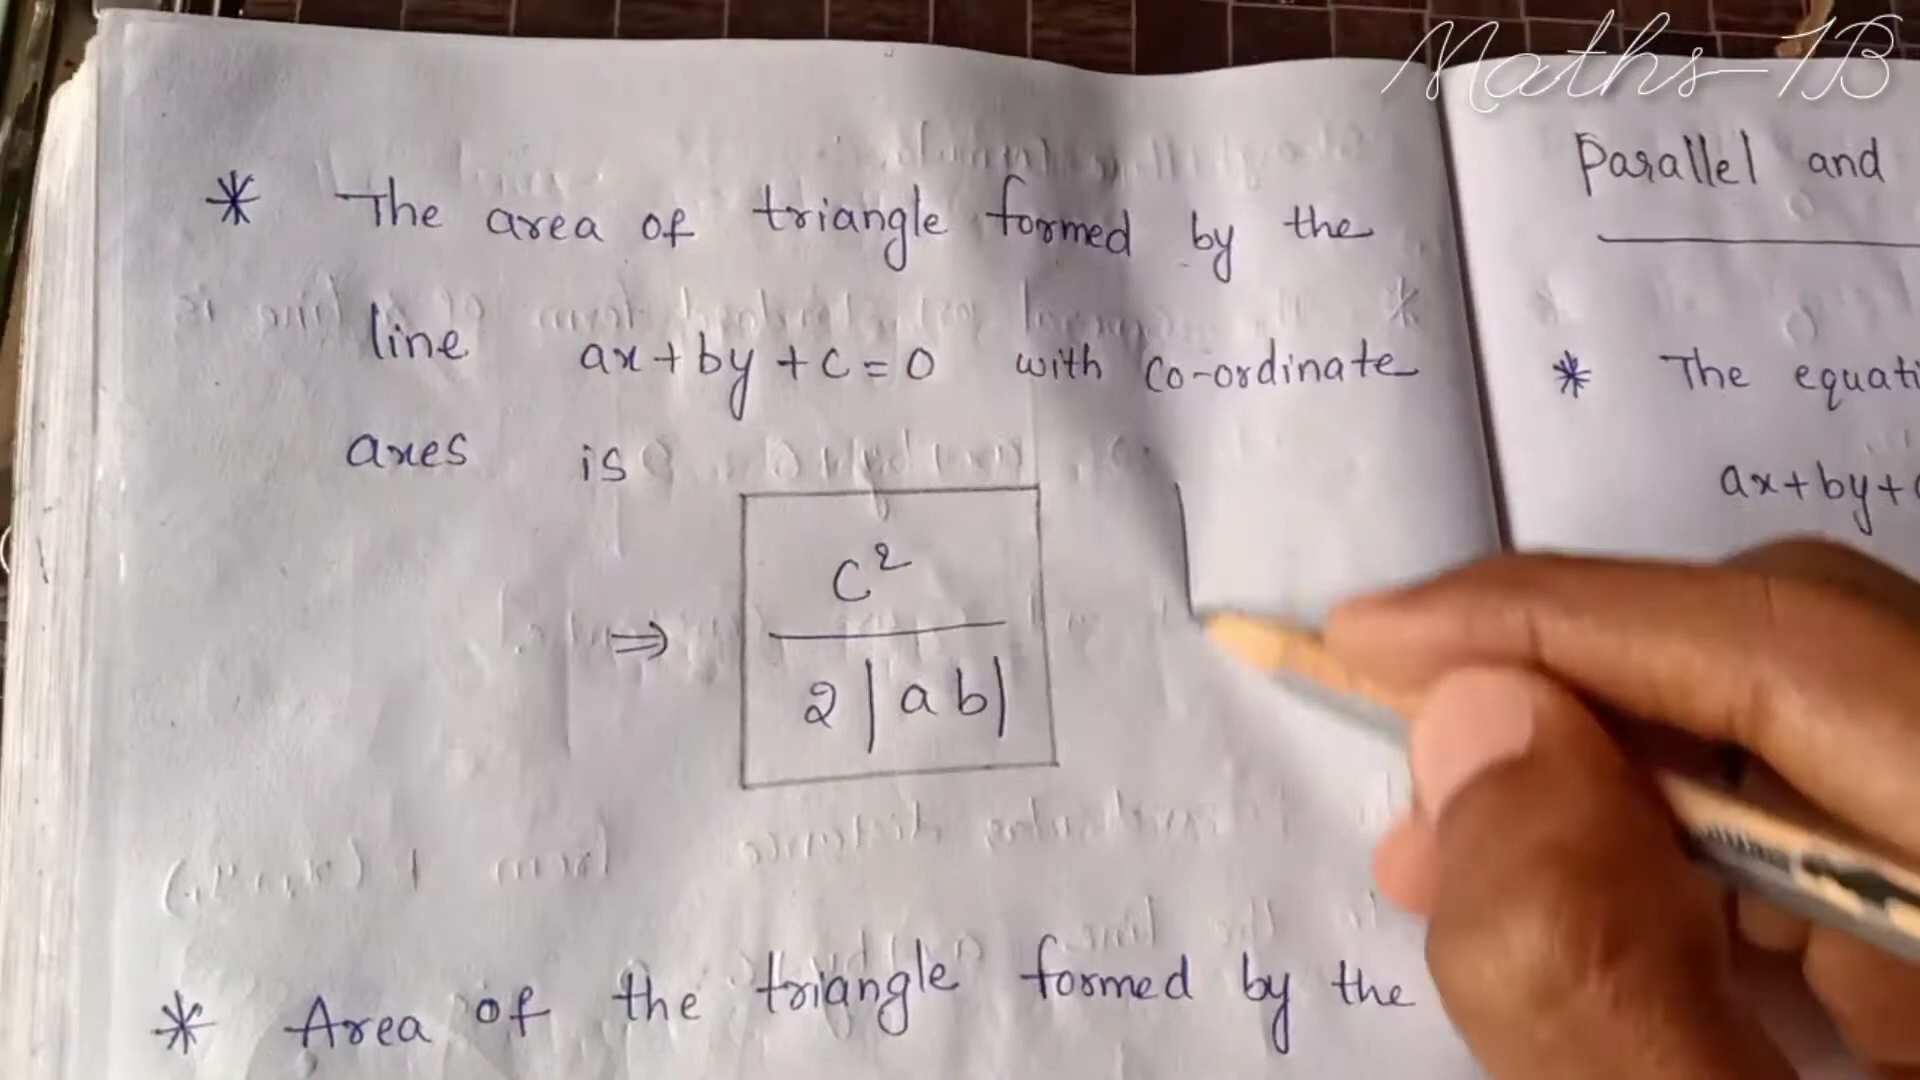 Maths-1B
* The area of triangle formed by the
line ax+by+c=0 with co-ordinate
axes is
⇒ c²
2|ab|
* Area of the triangle formed by the
Parallel and
* The
ax+by+